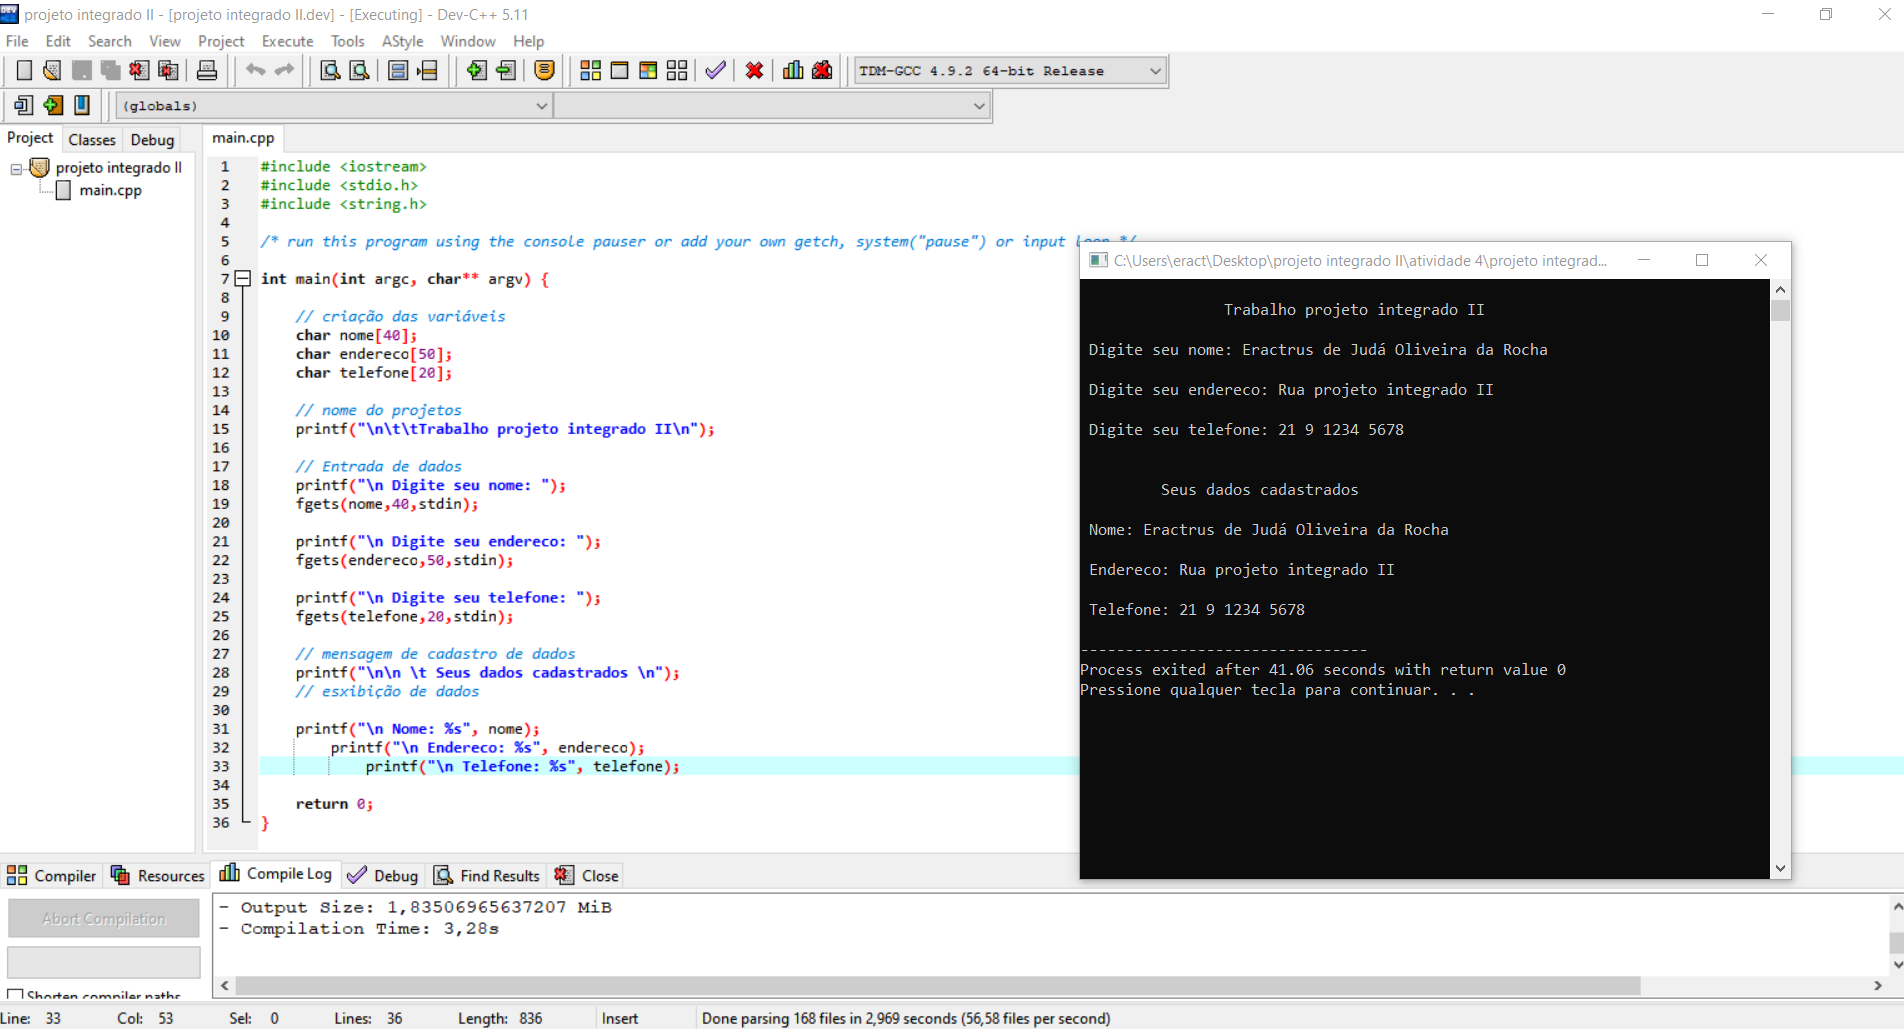 projeto integrado II - [projeto integrado II.dev] - [Executing] - Dev-C++ 5.11
File Edit Search View Project Execute Tools AStyle Window Help
TDM-GCC 4.9.2 64-bit Release
(globals)
Project Classes Debug
main.cpp
projeto integrado II
main.cpp
1 #include <iostream>
2 #include <stdio.h>
3 #include <string.h>
4
5 /* run this program using the console pauser or add your own getch, system("pause") or input loop */
6
7 int main(int argc, char** argv) {
8
9 // criação das variáveis
10 char nome[40];
11 char endereco[50];
12 char telefone[20];
13
14 // nome do projetos
15 printf("\n\t\tTrabalho projeto integrado II\n");
16
17 // Entrada de dados
18 printf("\n Digite seu nome: ");
19 fgets(nome,40,stdin);
20
21 printf("\n Digite seu endereco: ");
22 fgets(endereco,50,stdin);
23
24 printf("\n Digite seu telefone: ");
25 fgets(telefone,20,stdin);
26
27 // mensagem de cadastro de dados
28 printf("\n\n \t Seus dados cadastrados \n");
29 // esxibição de dados
30
31 printf("\n Nome: %s", nome);
32 printf("\n Endereco: %s", endereco);
33 printf("\n Telefone: %s", telefone);
34
35 return 0;
36 }
C:\Users\eract\Desktop\projeto integrado II\atividade 4\projeto integrad...
Trabalho projeto integrado II
Digite seu nome: Eractrus de Judá Oliveira da Rocha
Digite seu endereco: Rua projeto integrado II
Digite seu telefone: 21 9 1234 5678
Seus dados cadastrados
Nome: Eractrus de Judá Oliveira da Rocha
Endereco: Rua projeto integrado II
Telefone: 21 9 1234 5678
--------------------------------
Process exited after 41.06 seconds with return value 0
Pressione qualquer tecla para continuar. . .
Compiler Resources Compile Log Debug Find Results Close
Abort Compilation
- Output Size: 1,83506965637207 MiB
- Compilation Time: 3,28s
Shorten compiler paths
Line: 33 Col: 53 Sel: 0 Lines: 36 Length: 836 Insert Done parsing 168 files in 2,969 seconds (56,58 files per second)